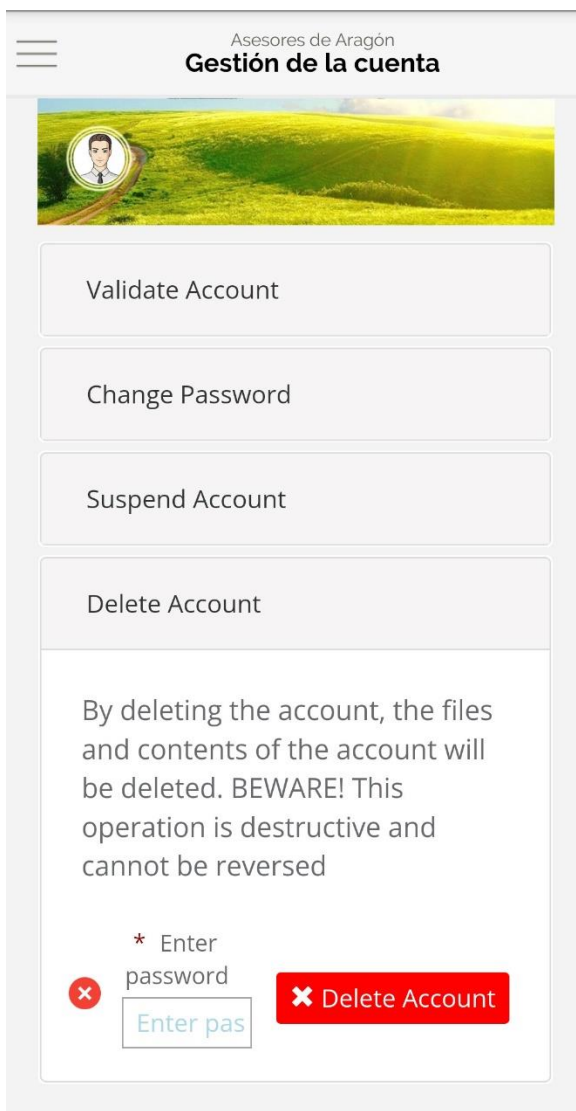 Asesores de Aragón
Gestión de la cuenta
Validate Account
Change Password
Suspend Account
Delete Account
By deleting the account, the files
and contents of the account will
be deleted. BEWARE! This
operation is destructive and
cannot be reversed
* Enter
password
Enter pas
Delete Account